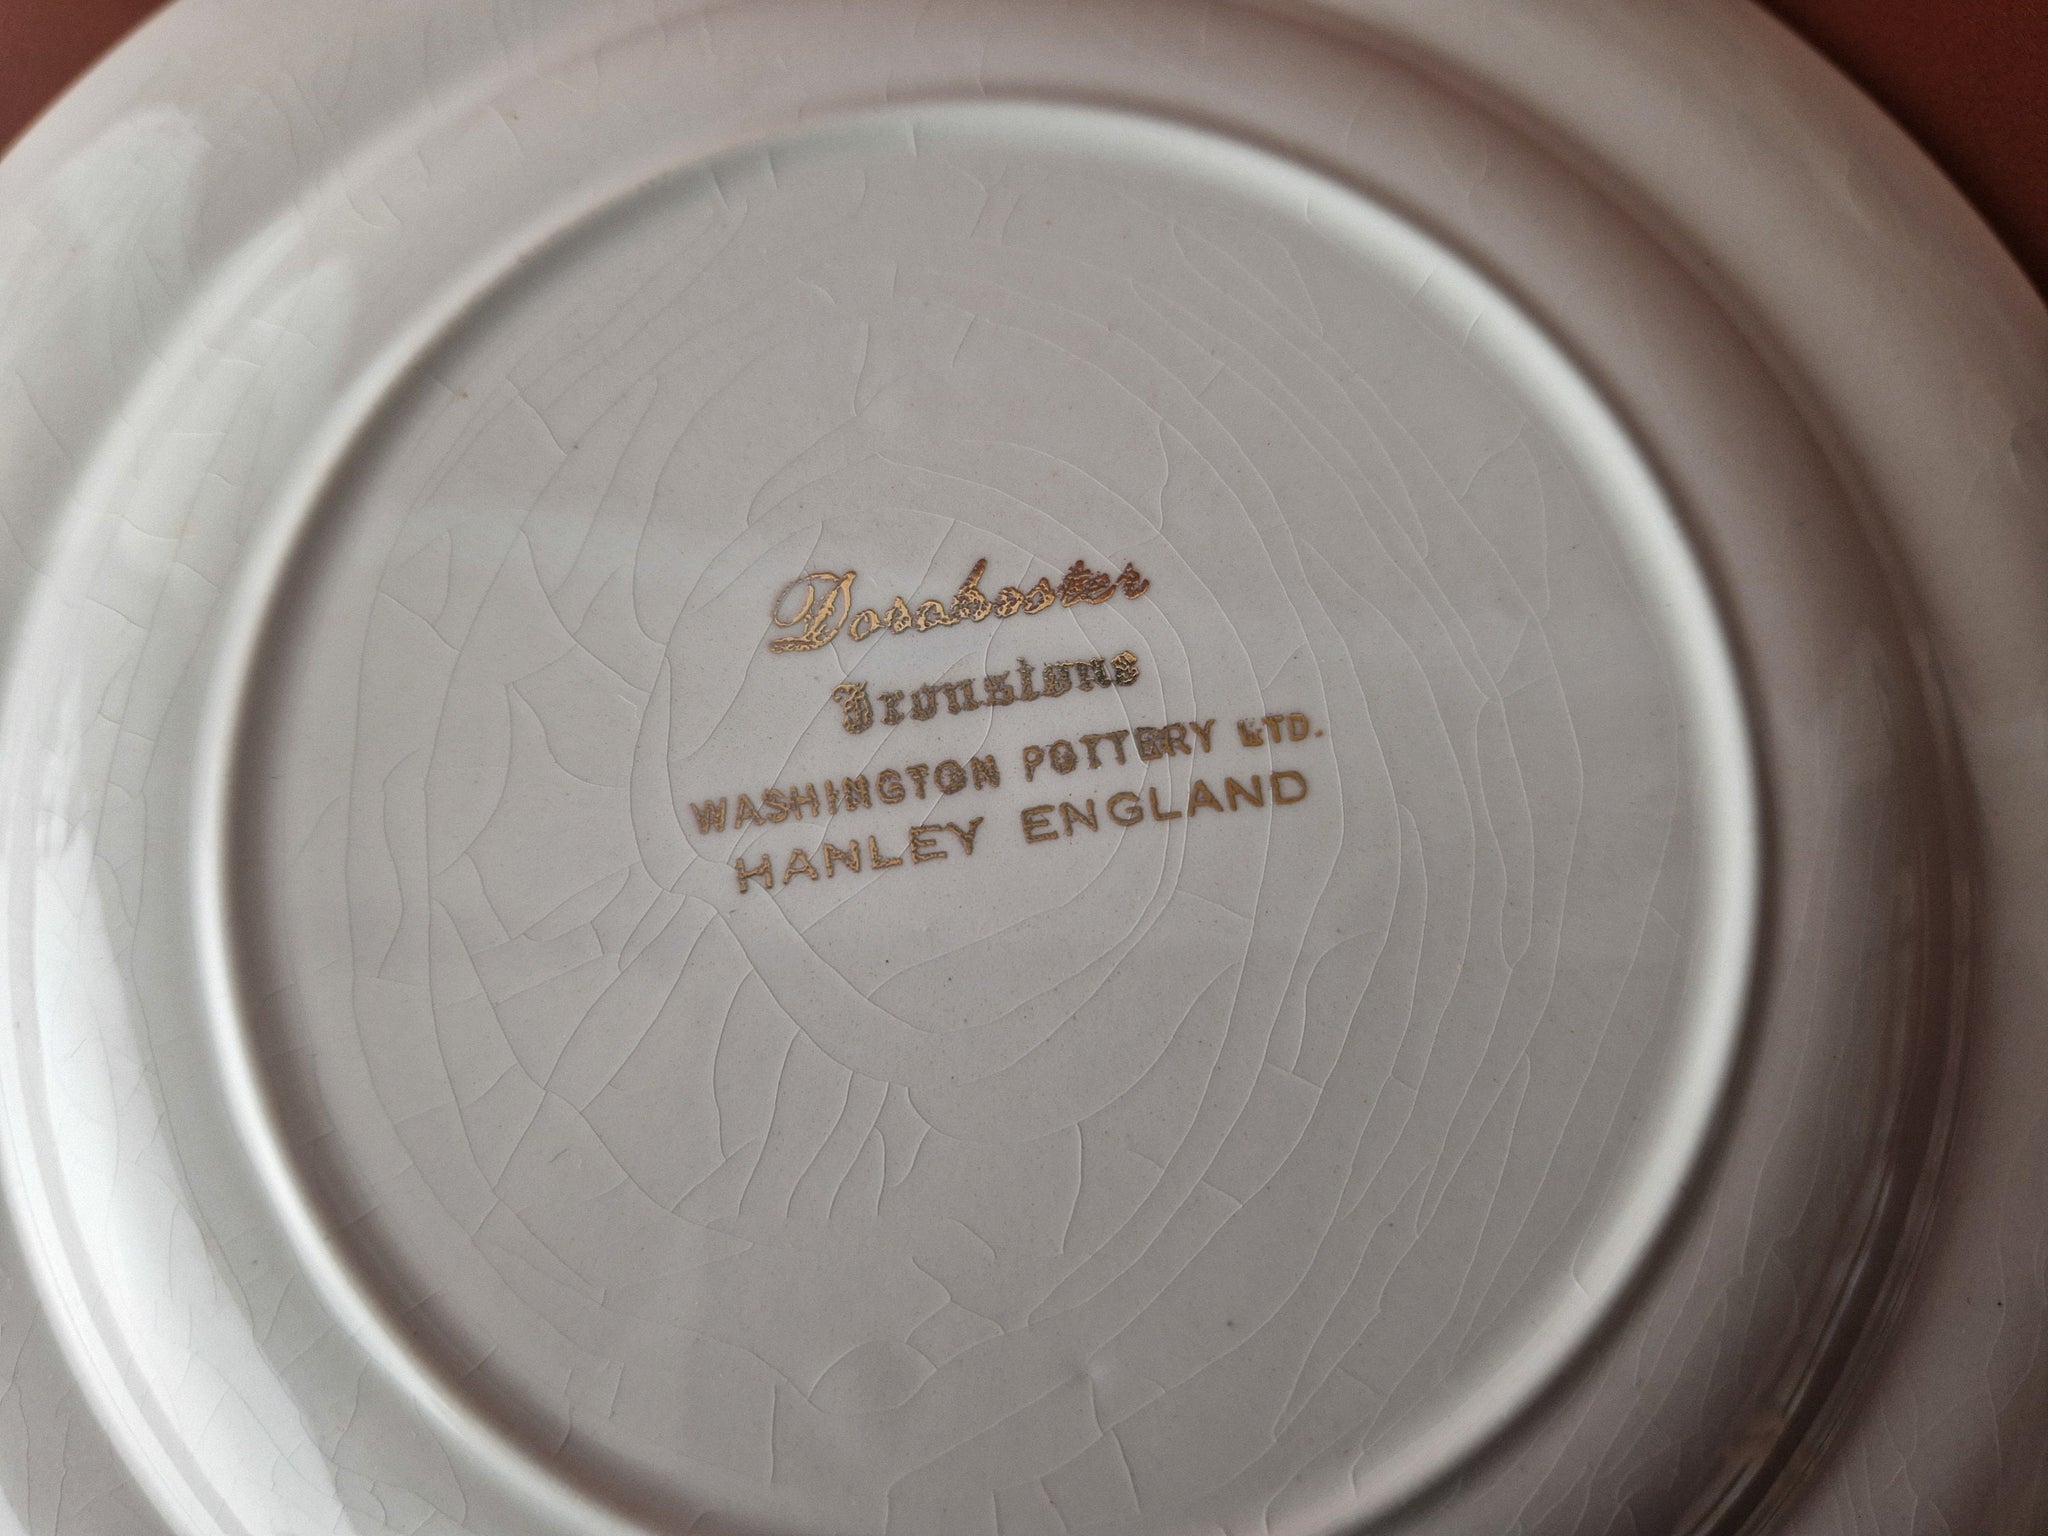 Dorchester
Ironstone
WASHINGTON POTTERY LTD.
HANLEY ENGLAND